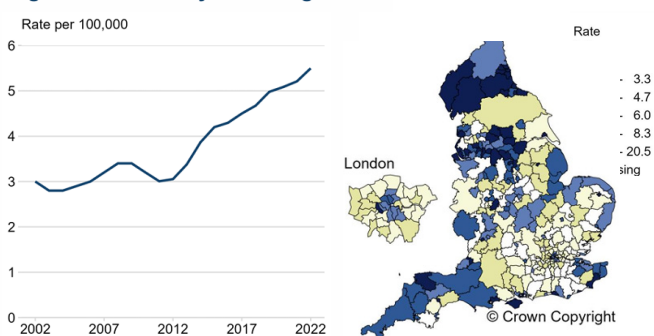 Rate per 100,000
6
5
4
3
2
1
0
2002 2007 2012 2017 2022
Rate
- 3.3
- 4.7
- 6.0
- 8.3
- 20.5
sing
London
© Crown Copyright